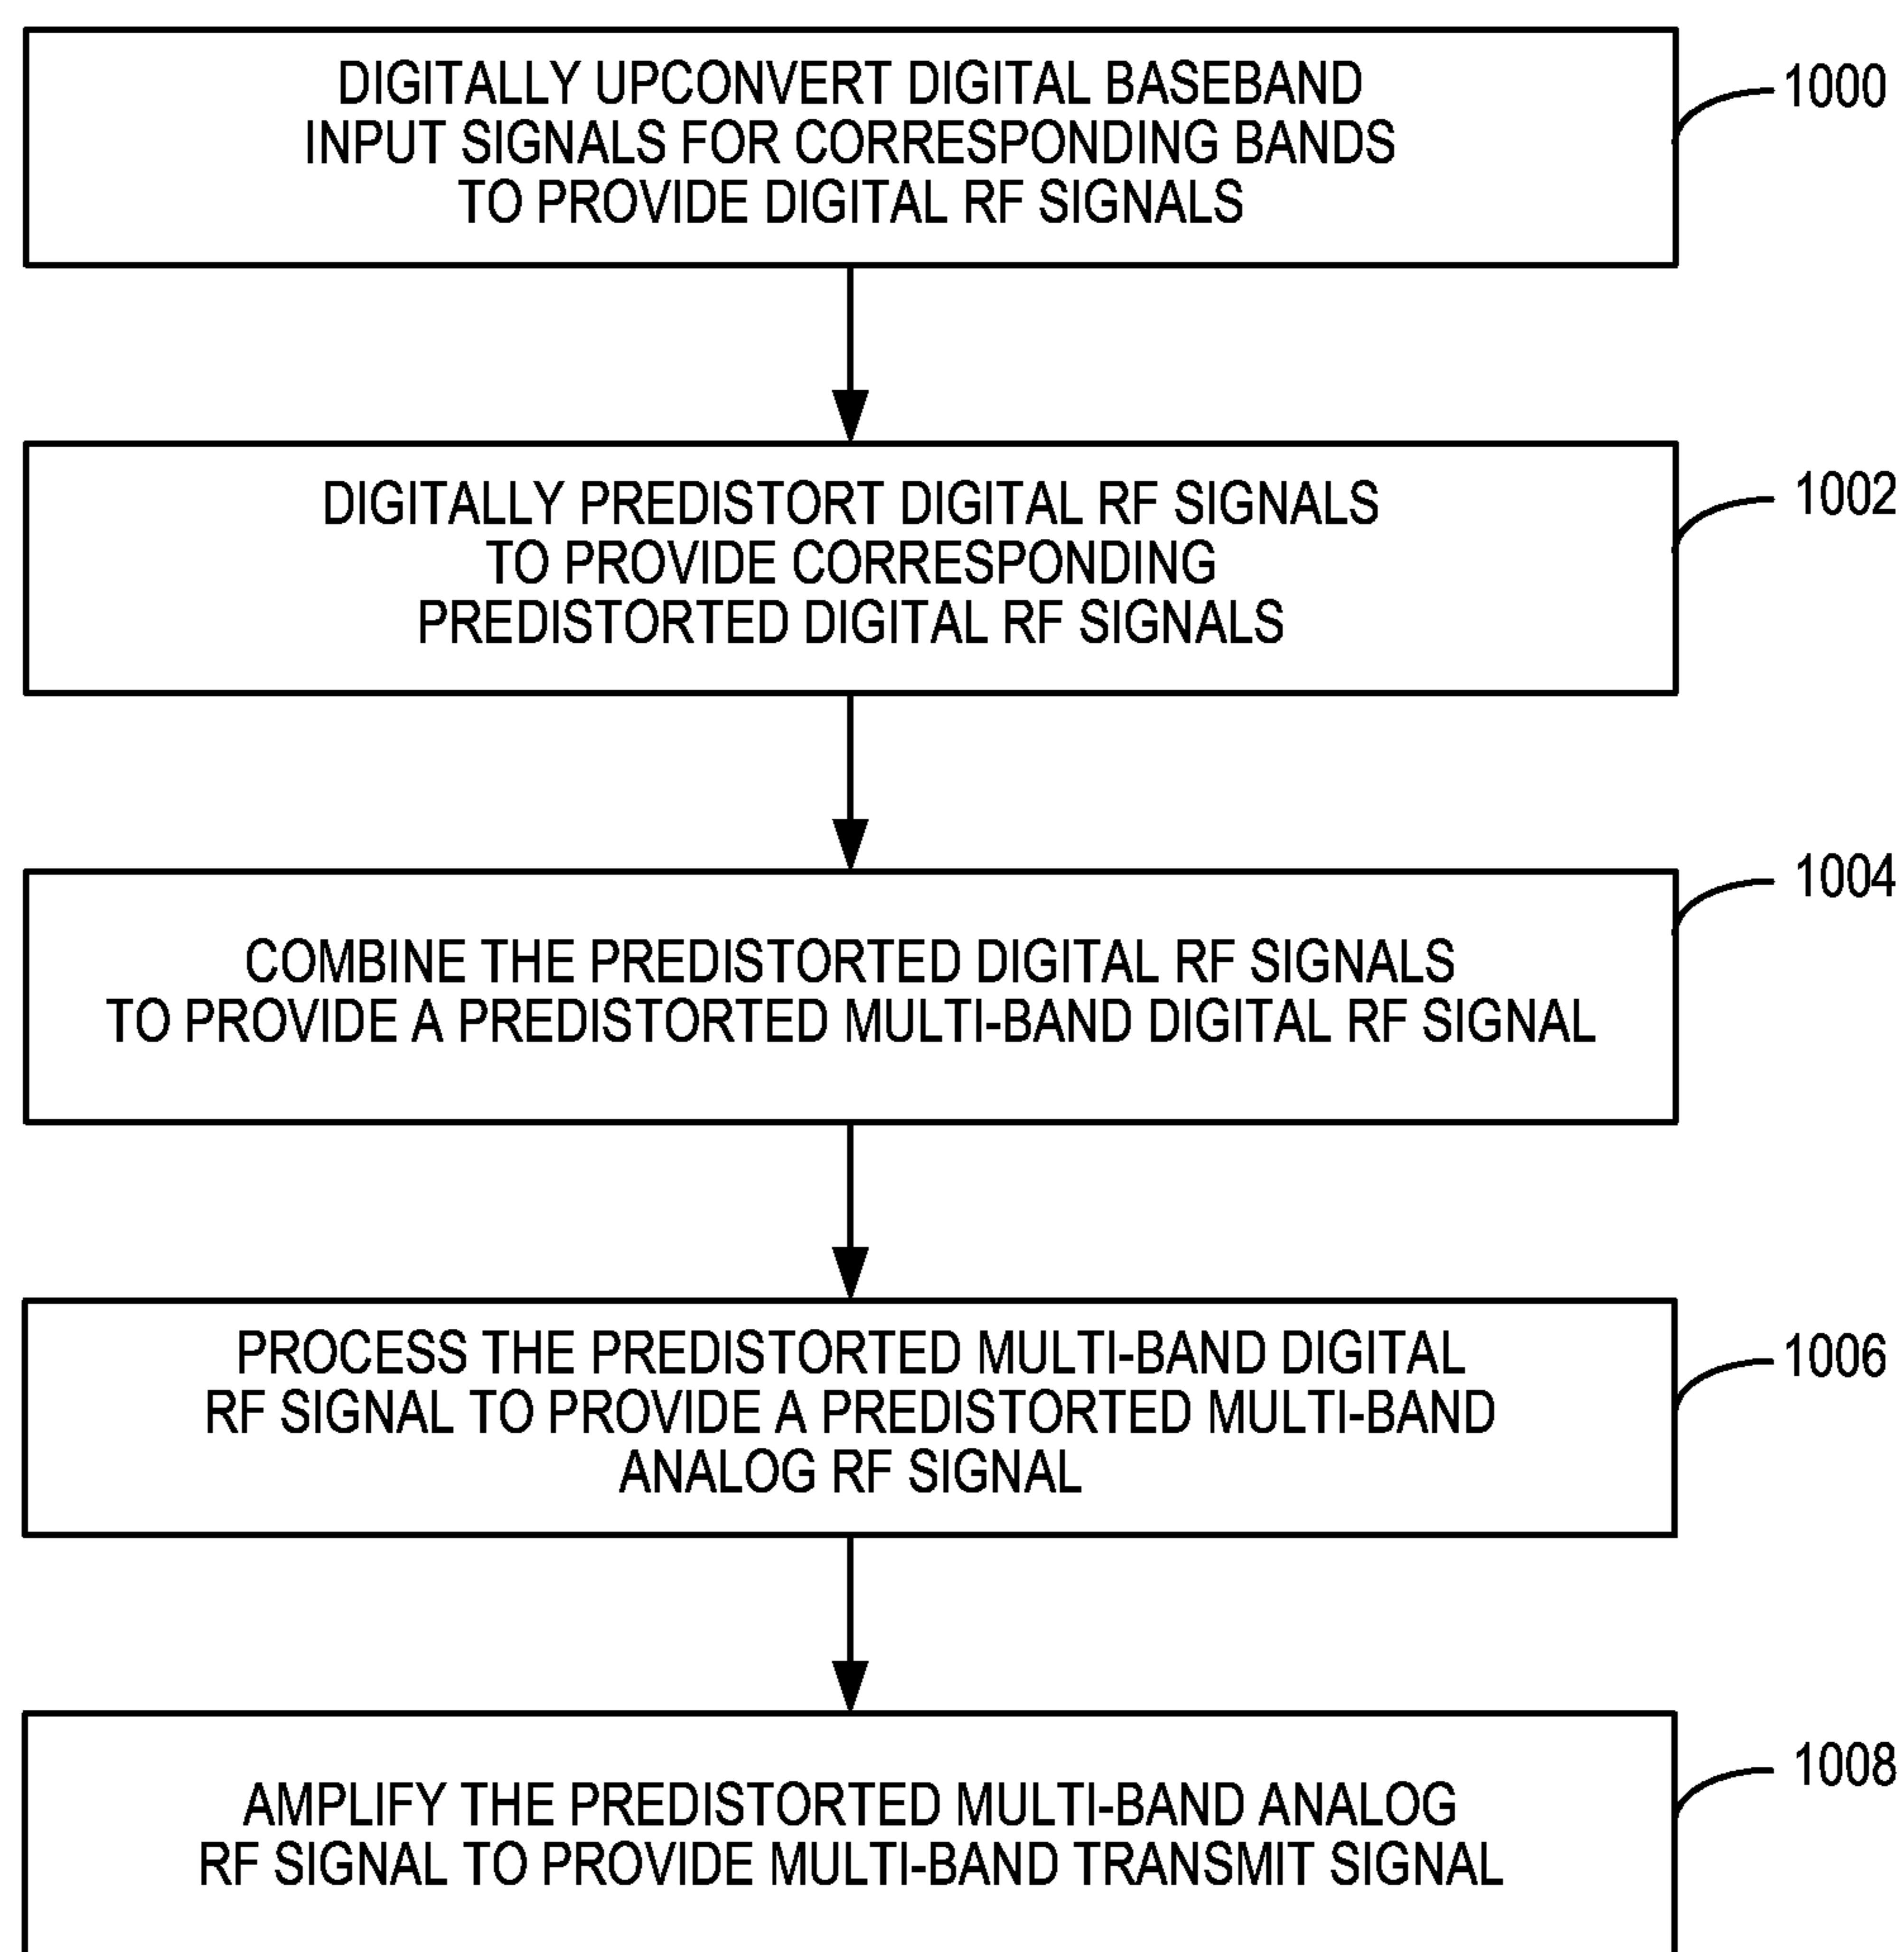 DIGITALLY UPCONVERT DIGITAL BASEBAND
INPUT SIGNALS FOR CORRESPONDING BANDS
TO PROVIDE DIGITAL RF SIGNALS
1000
DIGITALLY PREDISTORT DIGITAL RF SIGNALS
TO PROVIDE CORRESPONDING
PREDISTORTED DIGITAL RF SIGNALS
1002
COMBINE THE PREDISTORTED DIGITAL RF SIGNALS
TO PROVIDE A PREDISTORTED MULTI-BAND DIGITAL RF SIGNAL
1004
PROCESS THE PREDISTORTED MULTI-BAND DIGITAL
RF SIGNAL TO PROVIDE A PREDISTORTED MULTI-BAND
ANALOG RF SIGNAL
1006
AMPLIFY THE PREDISTORTED MULTI-BAND ANALOG
RF SIGNAL TO PROVIDE MULTI-BAND TRANSMIT SIGNAL
1008